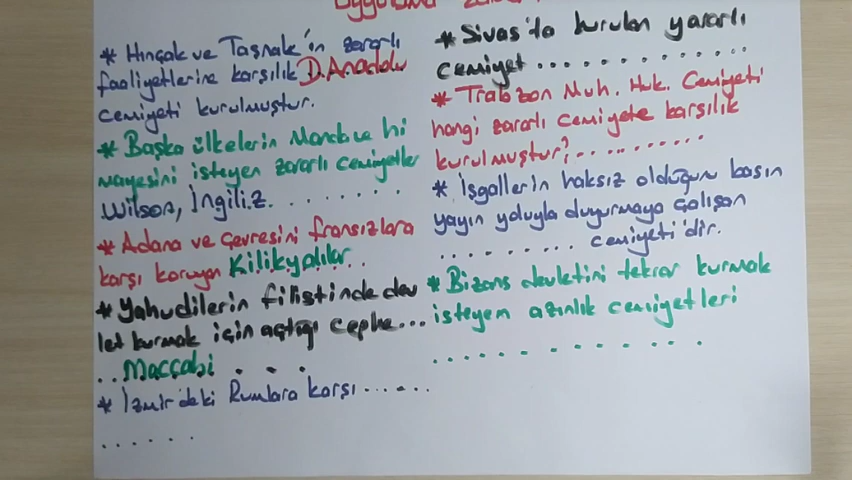 * Hınçak ve Taşnak'ın zararlı
faaliyetlerine karşılık D.Anadolu
cemiyeti kurulmuştur.
* Başka ülkelerin Manda ve hi
mayesini isteyen zararlı cemiyetler
Wilson, İngiliz. . . . . . . .
* Adana ve çevresini fransızlara
karşı koruyan Kilikyalılar . .
* Yahudilerin filistinde dev
let kurmak için açtığı cephe...
. . Maccabi . . .
* İzmir'deki Rumlara karşı ......
. . . . . .
* Sivas'ta kurulan yararlı
cemiyet . . . . . . . . . . . . .
* Trabzon Muh. Huk. Cemiyeti
hangi zararlı cemiyete karşılık
kurulmuştur? . . . . . . . . . .
* İşgallerin haksız olduğunu basın
yayın yoluyla duyurmaya çalışan
. . . . . . . . . cemiyeti'dir.
* Bizans devletini tekrar kurmak
isteyen azınlık cemiyetleri
. . . . . . . . . . . . .